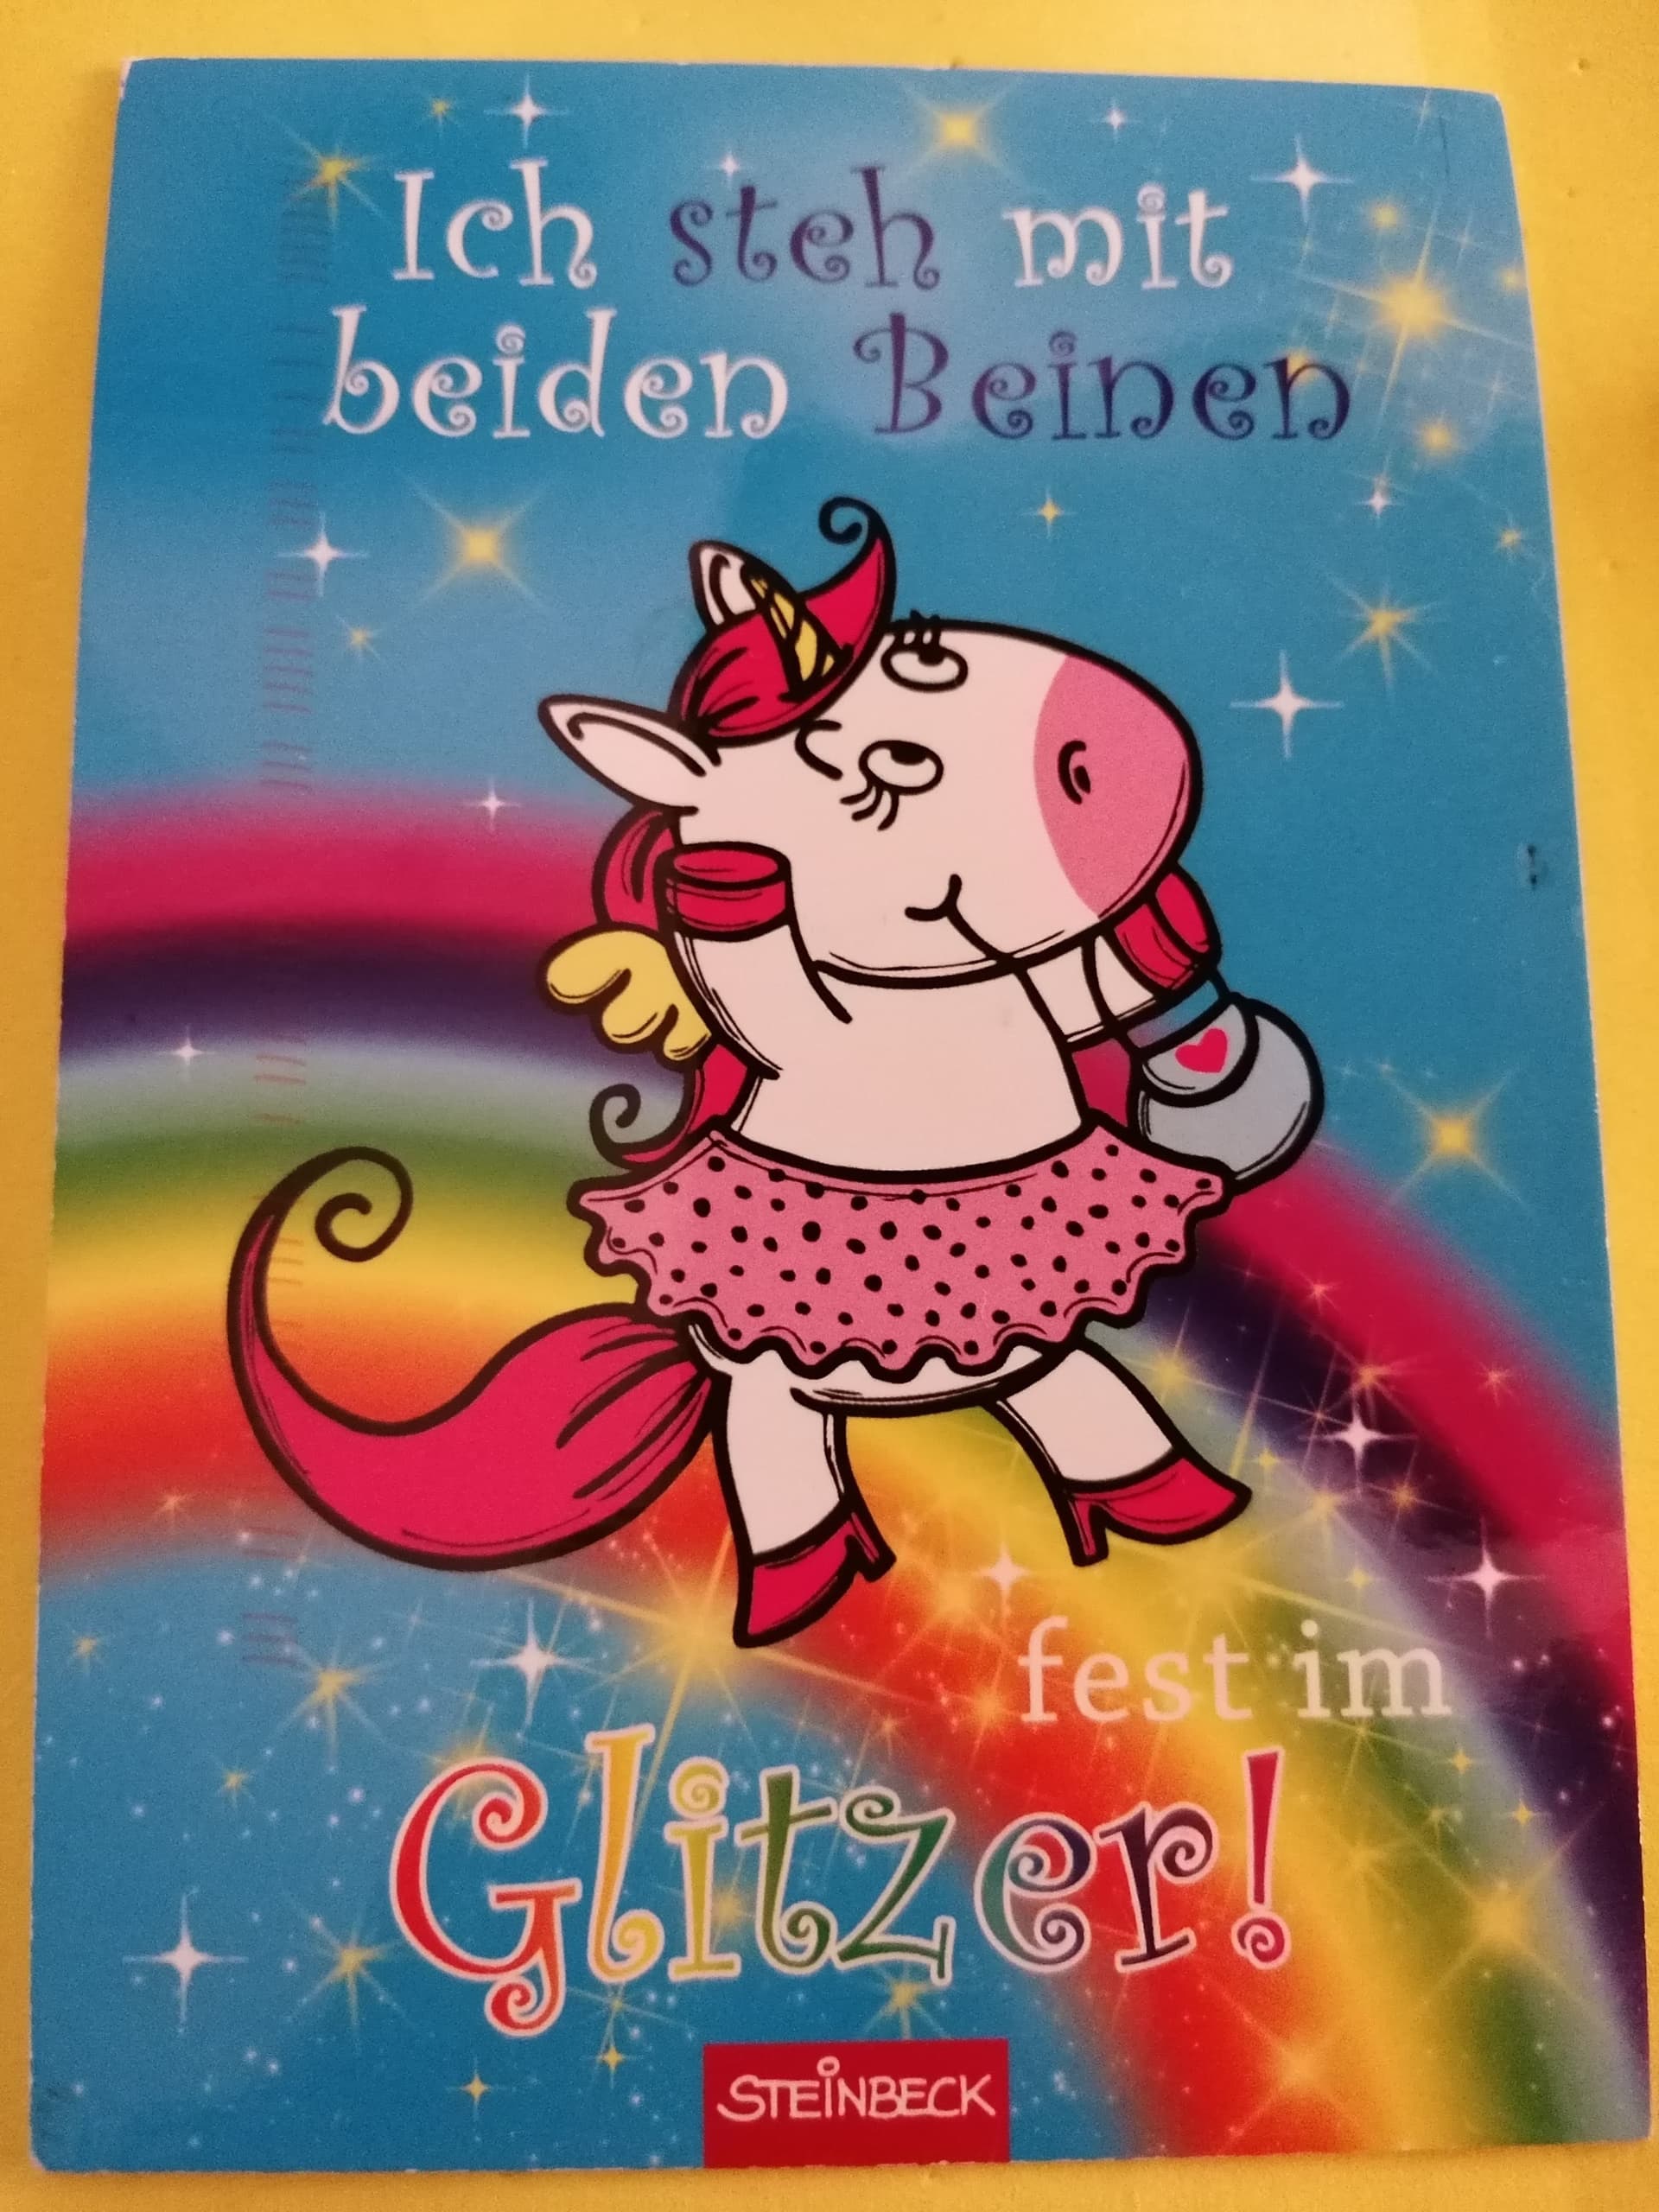 Ich steh mit
beiden Beinen
fest im
Glitzer!
STEINBECK